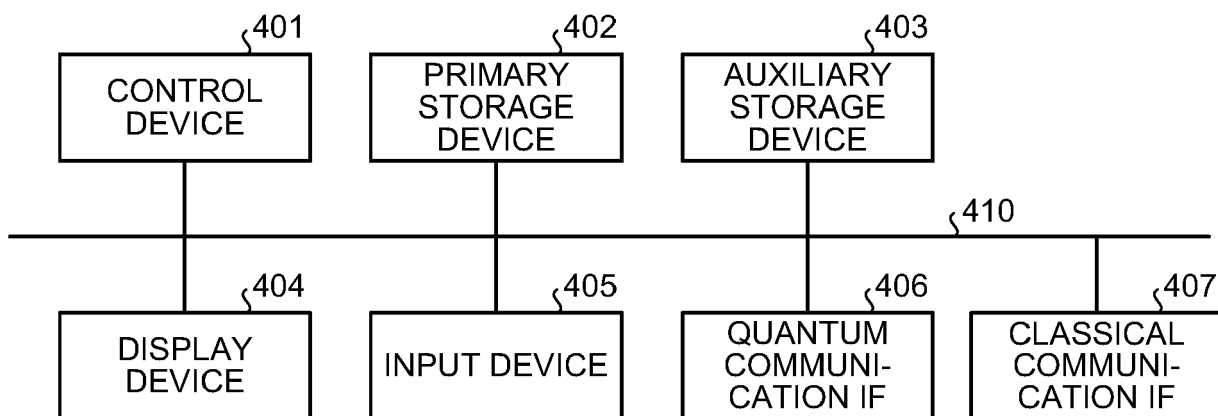 401
CONTROL
DEVICE
402
PRIMARY
STORAGE
DEVICE
403
AUXILIARY
STORAGE
DEVICE
410
404
DISPLAY
DEVICE
405
INPUT DEVICE
406
QUANTUM
COMMUNI-
CATION IF
407
CLASSICAL
COMMUNI-
CATION IF